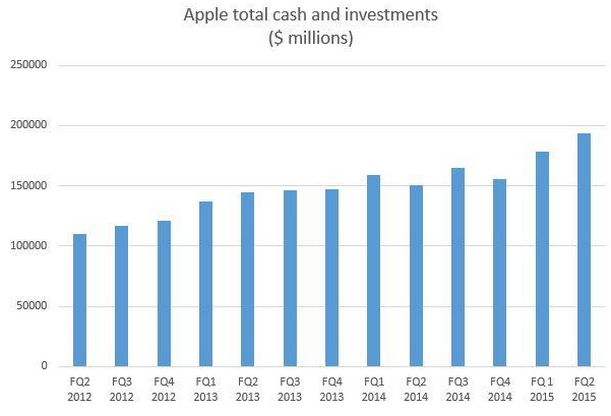 Apple total cash and investments
($ millions)
250000
200000
150000
100000
50000
0
FQ2 FQ3 FQ4 FQ1 FQ2 FQ3 FQ4 FQ1 FQ2 FQ3 FQ4 FQ 1 FQ2
2012 2012 2012 2013 2013 2013 2013 2014 2014 2014 2014 2015 2015